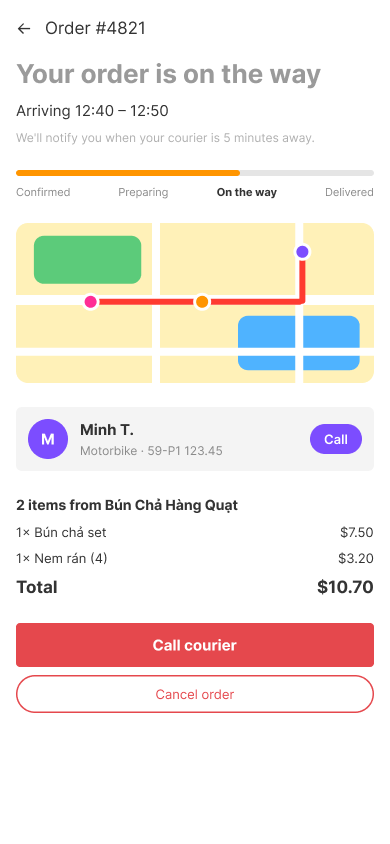 ← Order #4821
Your order is on the way
Arriving 12:40 – 12:50
We'll notify you when your courier is 5 minutes away.
Confirmed Preparing On the way Delivered
M
Minh T.
Motorbike · 59-P1 123.45
Call
2 items from Bún Chả Hàng Quạt
1× Bún chả set $7.50
1× Nem rán (4) $3.20
Total $10.70
Call courier
Cancel order